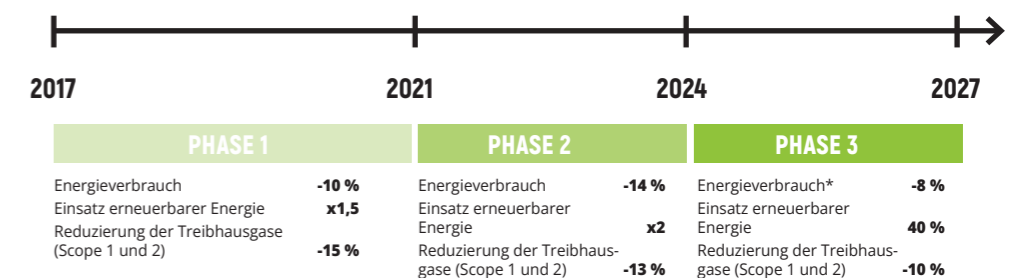 2017 2021 2024 2027
PHASE 1
Energieverbrauch -10 %
Einsatz erneuerbarer Energie x1,5
Reduzierung der Treibhausgase
(Scope 1 und 2) -15 %
PHASE 2
Energieverbrauch -14 %
Einsatz erneuerbarer
Energie x2
Reduzierung der Treibhaus-
gase (Scope 1 und 2) -13 %
PHASE 3
Energieverbrauch* -8 %
Einsatz erneuerbarer
Energie 40 %
Reduzierung der Treibhaus-
gase (Scope 1 und 2) -10 %